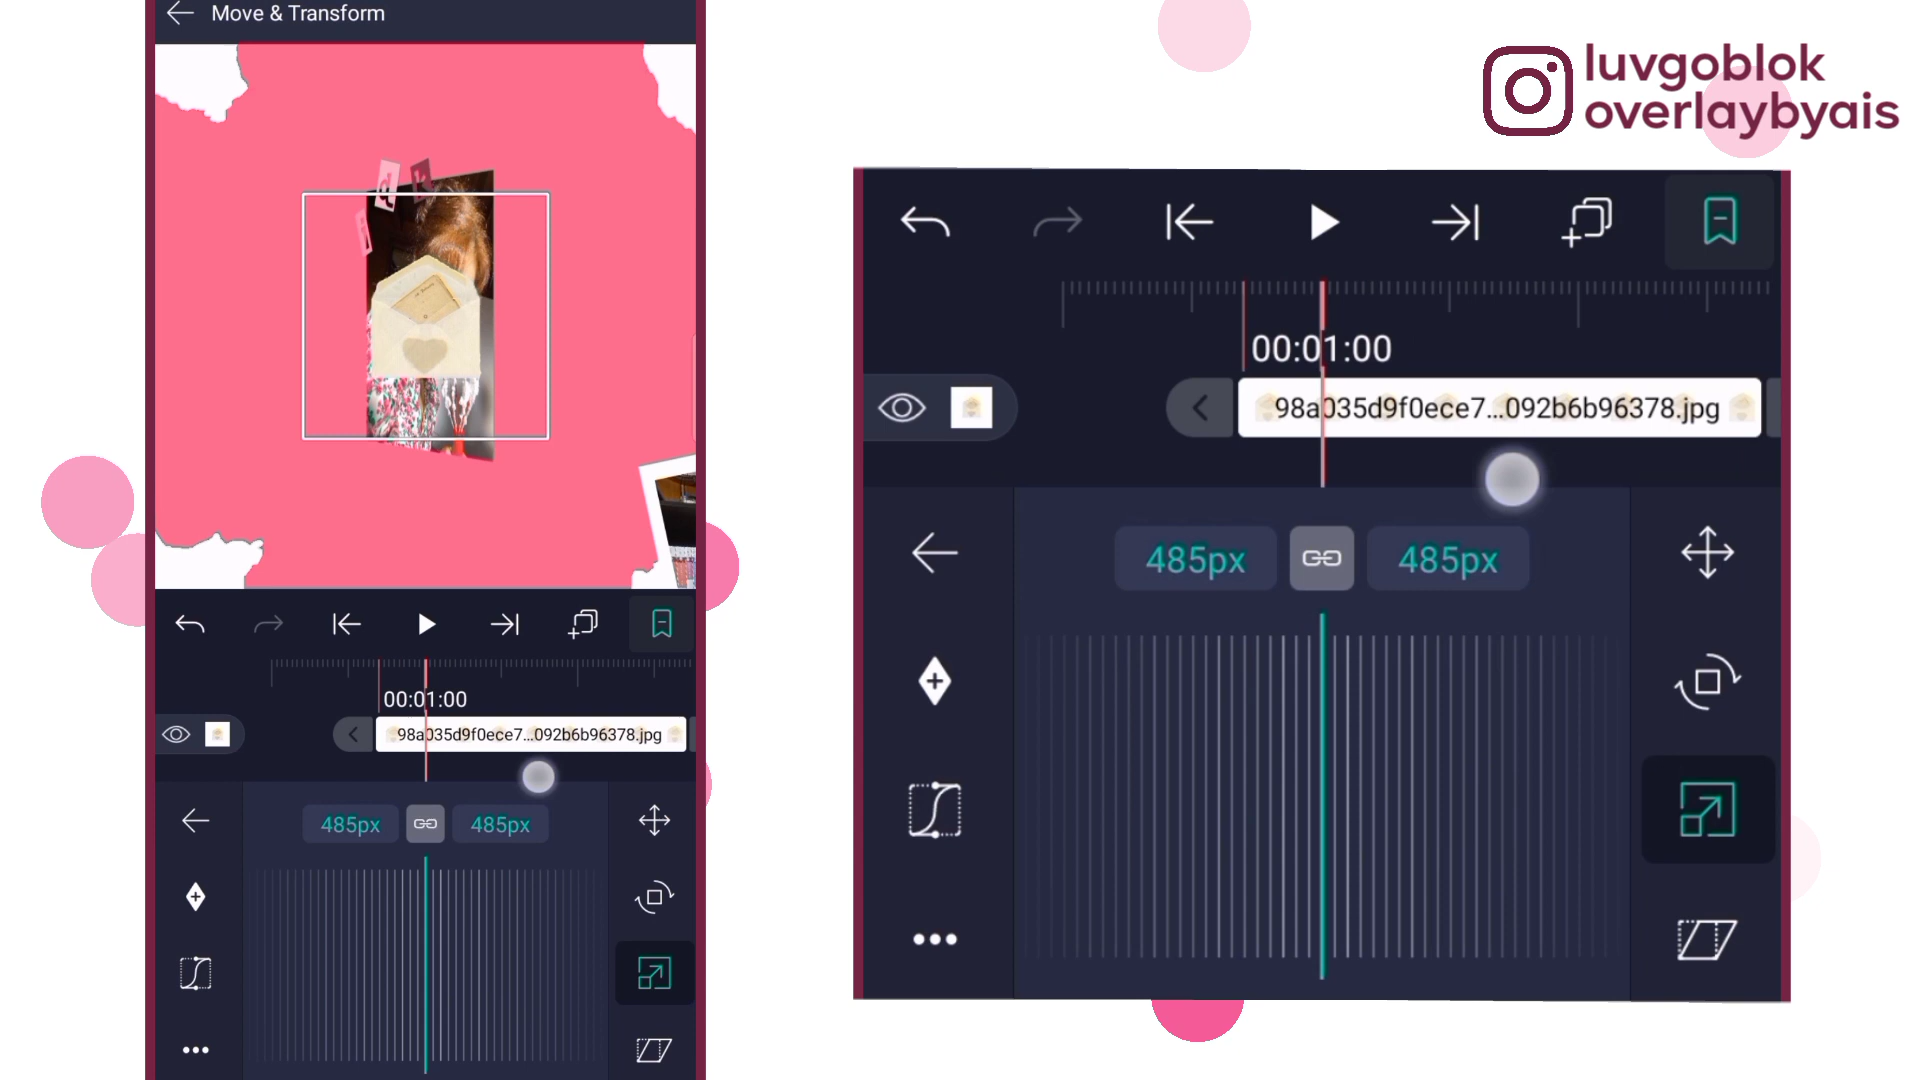 Move & Transform
00:01:00
98a035d9f0ece7...092b6b96378.jpg
485px
485px
luvgoblok
overlaybyais
00:01:00
98a035d9f0ece7...092b6b96378.jpg
485px
485px